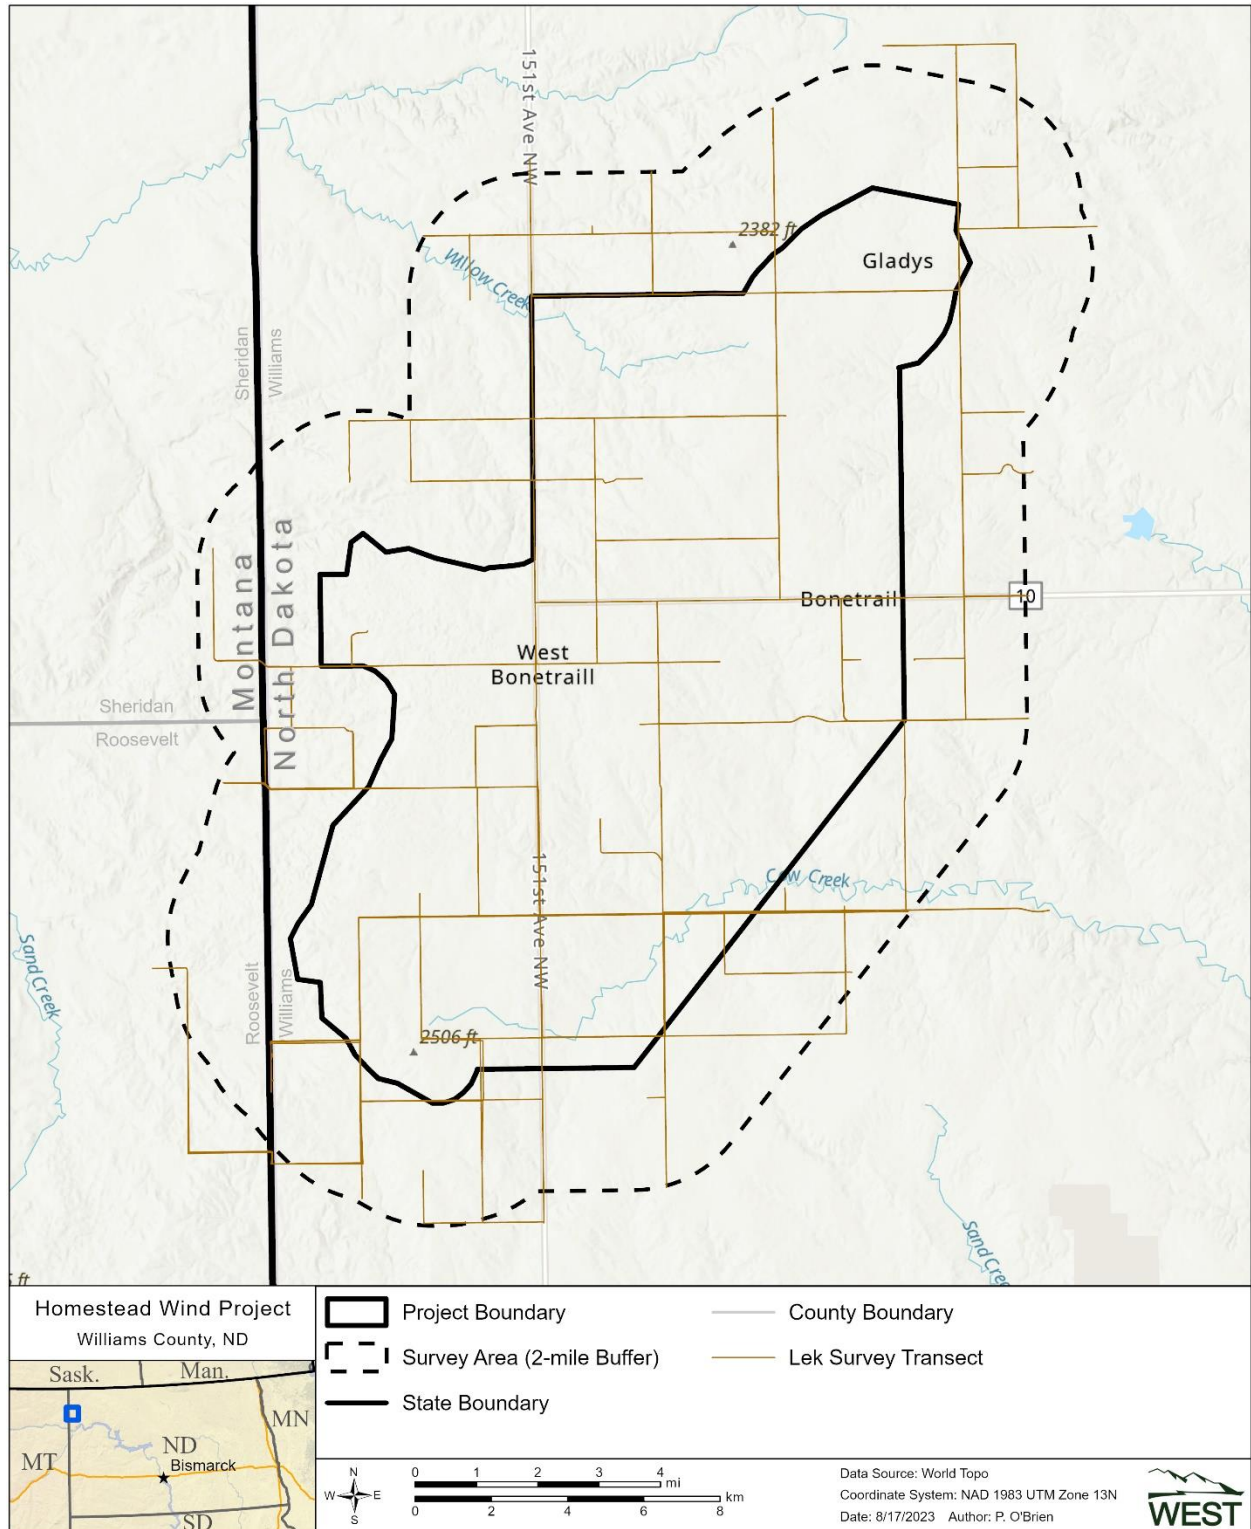 151st Ave NW
2382 ft
Gladys
Willow Creek
Sheridan
Williams
Montana
North Dakota
Bonetrail
10
West
Bonetraill
Sheridan
Roosevelt
Cow Creek
151st Ave NW
Sand Creek
Roosevelt
Williams
2506 ft
Sand Cree
ft
Homestead Wind Project
Williams County, ND
Sask.
Man.
MN
ND
MT
Bismarck
SD
Project Boundary
Survey Area (2-mile Buffer)
State Boundary
County Boundary
Lek Survey Transect
N
W
E
S
0 1 2 3 4
mi
0 2 4 6 8
km
Data Source: World Topo
Coordinate System: NAD 1983 UTM Zone 13N
Date: 8/17/2023 Author: P. O'Brien
WEST